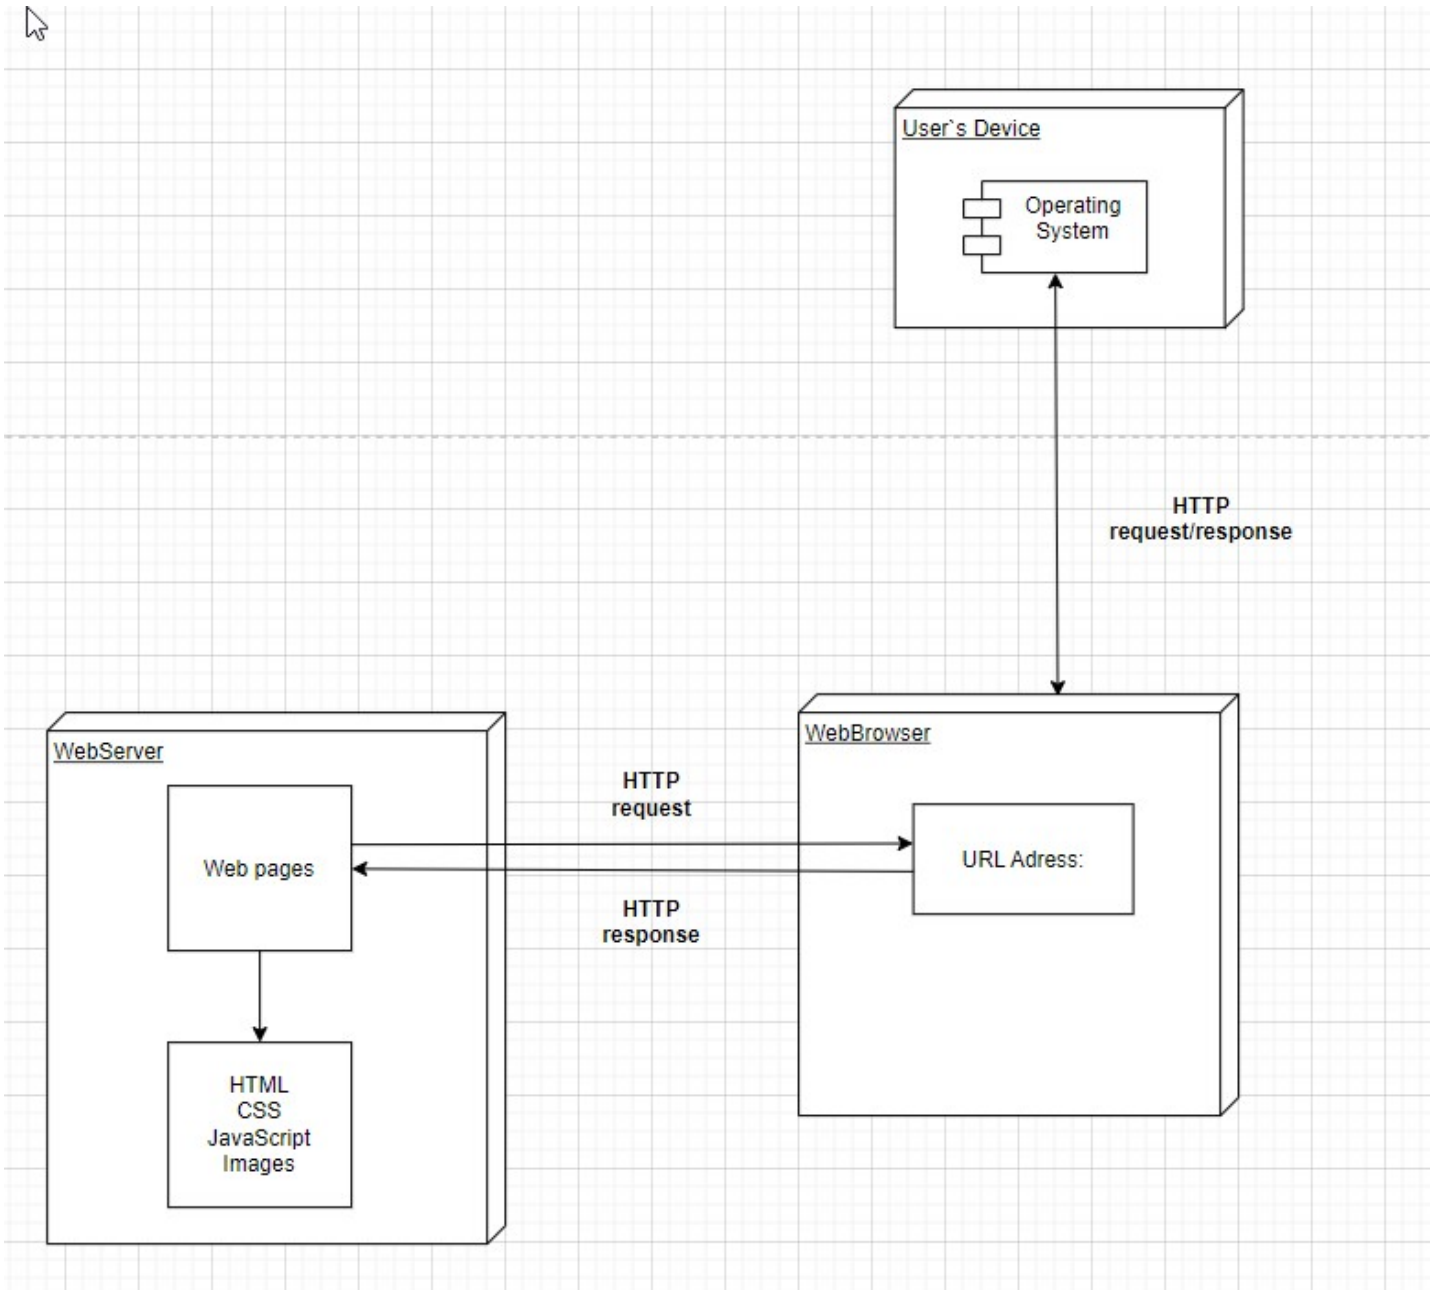 User`s Device
Operating
System
HTTP
request/response
WebServer
Web pages
HTML
CSS
JavaScript
Images
HTTP
request
HTTP
response
WebBrowser
URL Adress: